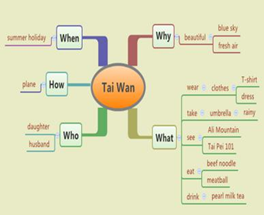 Tai Wan
When
summer holiday
How
plane
Who
daughter
husband
Why
beautiful
blue sky
fresh air
What
wear
clothes
T-shirt
dress
take
umbrella
rainy
see
Ali Mountain
Tai Pei 101
eat
beef noodle
meatball
drink
pearl milk tea